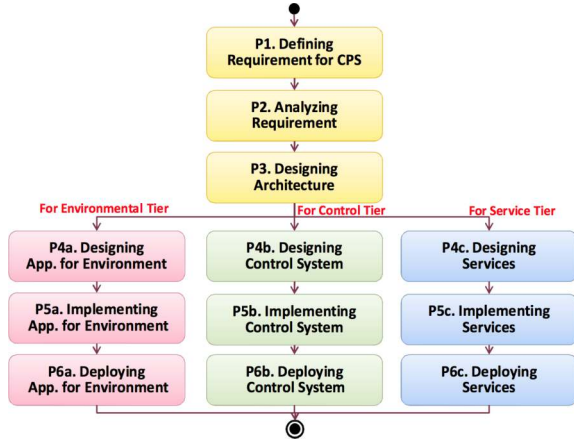 P1. Defining
Requirement for CPS
P2. Analyzing
Requirement
P3. Designing
Architecture
For Environmental Tier
For Control Tier
For Service Tier
P4a. Designing
App. for Environment
P4b. Designing
Control System
P4c. Designing
Services
P5a. Implementing
App. for Environment
P5b. Implementing
Control System
P5c. Implementing
Services
P6a. Deploying
App. for Environment
P6b. Deploying
Control System
P6c. Deploying
Services